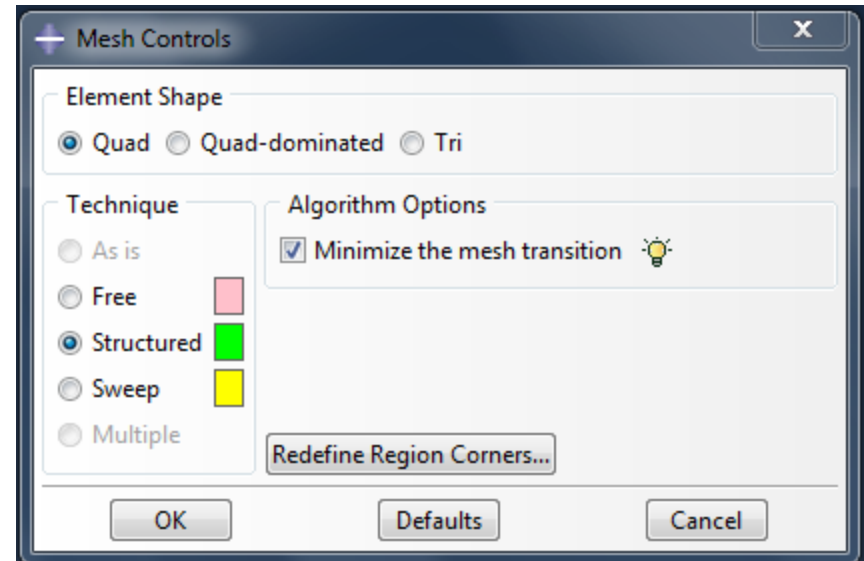 Mesh Controls
X
Element Shape
Quad Quad-dominated Tri
Technique
As is
Free
Structured
Sweep
Multiple
Algorithm Options
Minimize the mesh transition
Redefine Region Corners...
OK Defaults Cancel